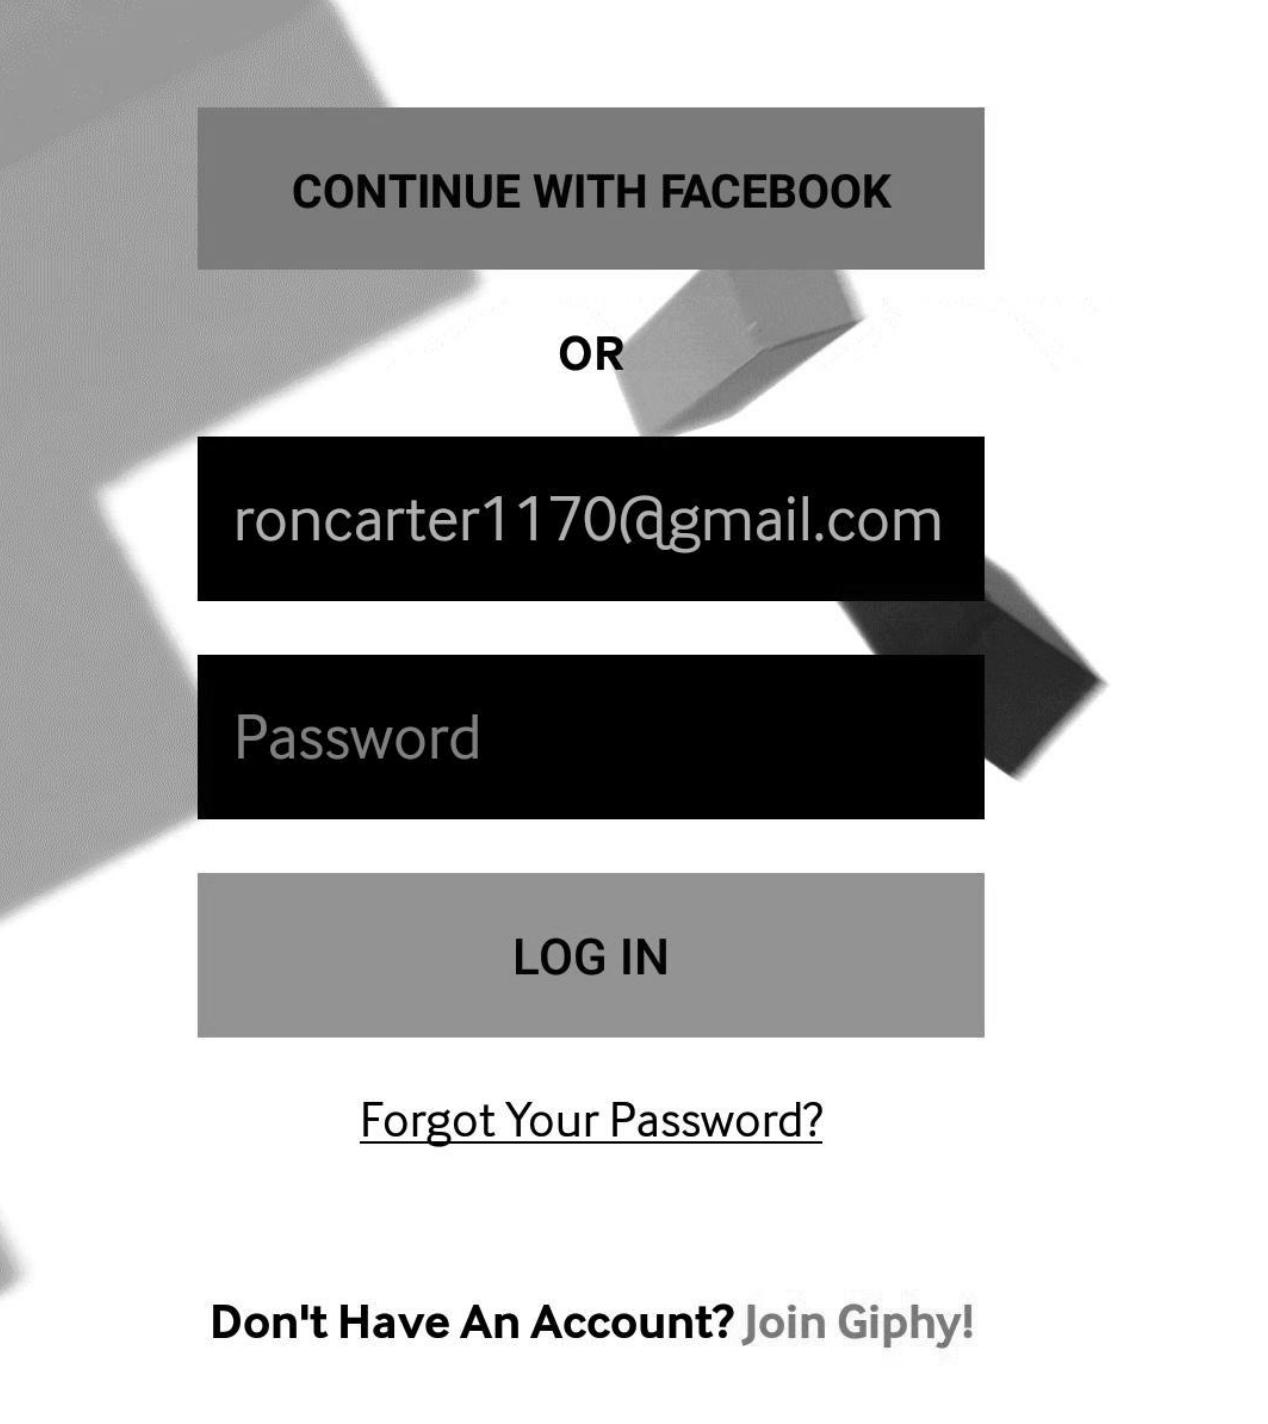 CONTINUE WITH FACEBOOK
OR
roncarter1170@gmail.com
Password
LOG IN
Forgot Your Password?
Don't Have An Account? Join Giphy!